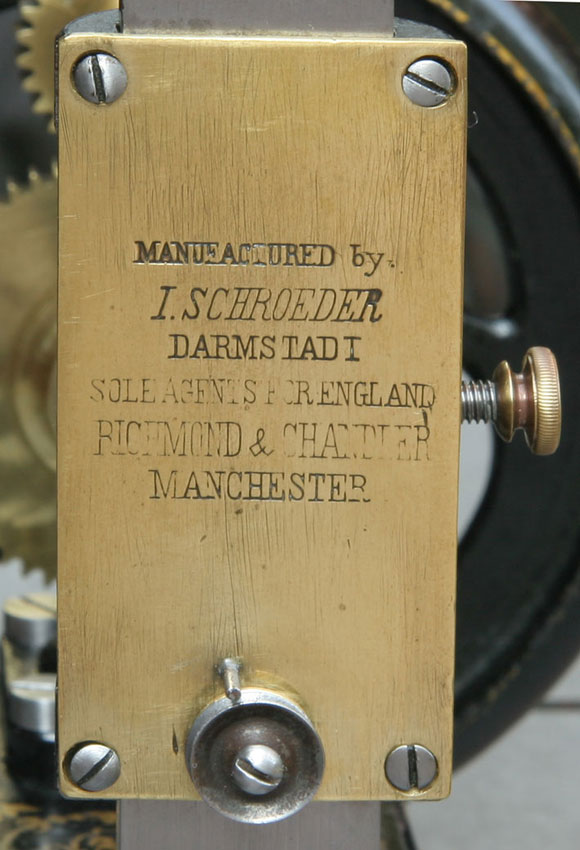 MANUFACTURED by.
I. SCHROEDER
DARMSTADT
SOLE AGENTS FOR ENGLAND
RICHMOND & CHANDLER
MANCHESTER